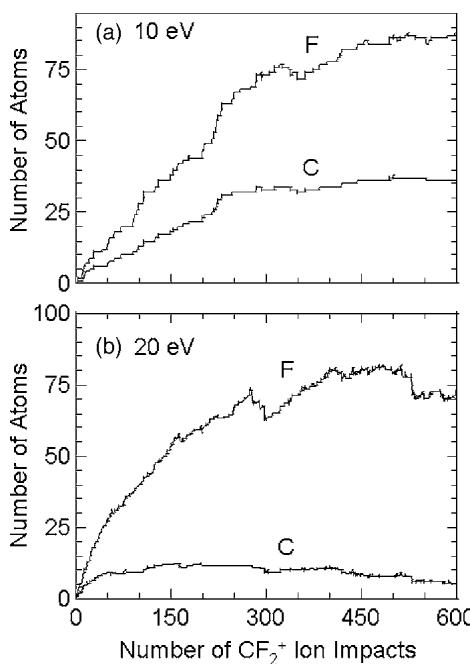 (a) 10 eV
F
C
75
50
25
0
Number of Atoms
(b) 20 eV
F
C
100
75
50
25
0
Number of Atoms
0 150 300 450 600
Number of CF₂⁺ Ion Impacts